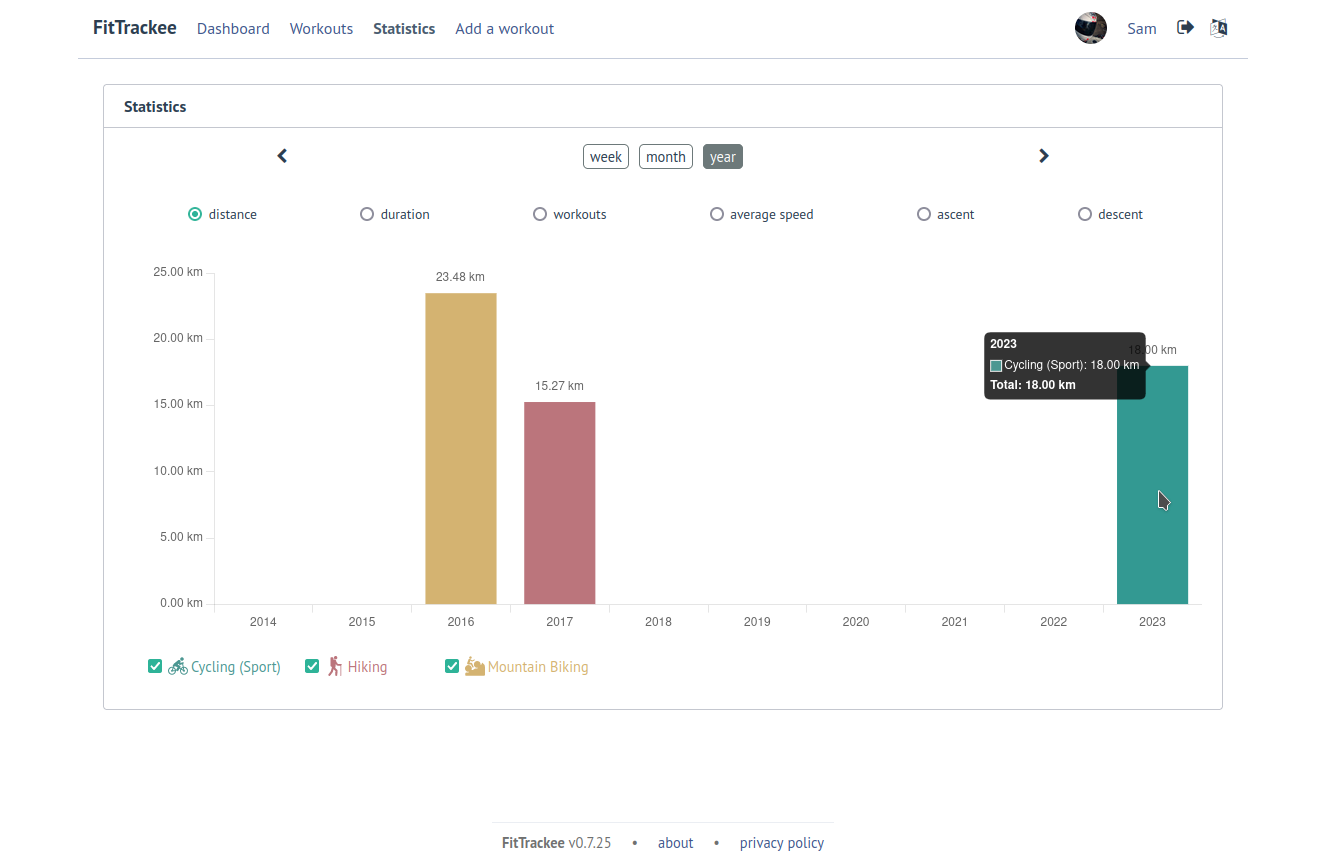 FitTrackee Dashboard Workouts Statistics Add a workout Sam
Statistics
week month year
distance duration workouts average speed ascent descent
25.00 km
23.48 km
20.00 km
2023
18.00 km
Cycling (Sport): 18.00 km
Total: 18.00 km
15.27 km
15.00 km
10.00 km
5.00 km
0.00 km
2014 2015 2016 2017 2018 2019 2020 2021 2022 2023
Cycling (Sport) Hiking Mountain Biking
FitTrackee v0.7.25 • about • privacy policy